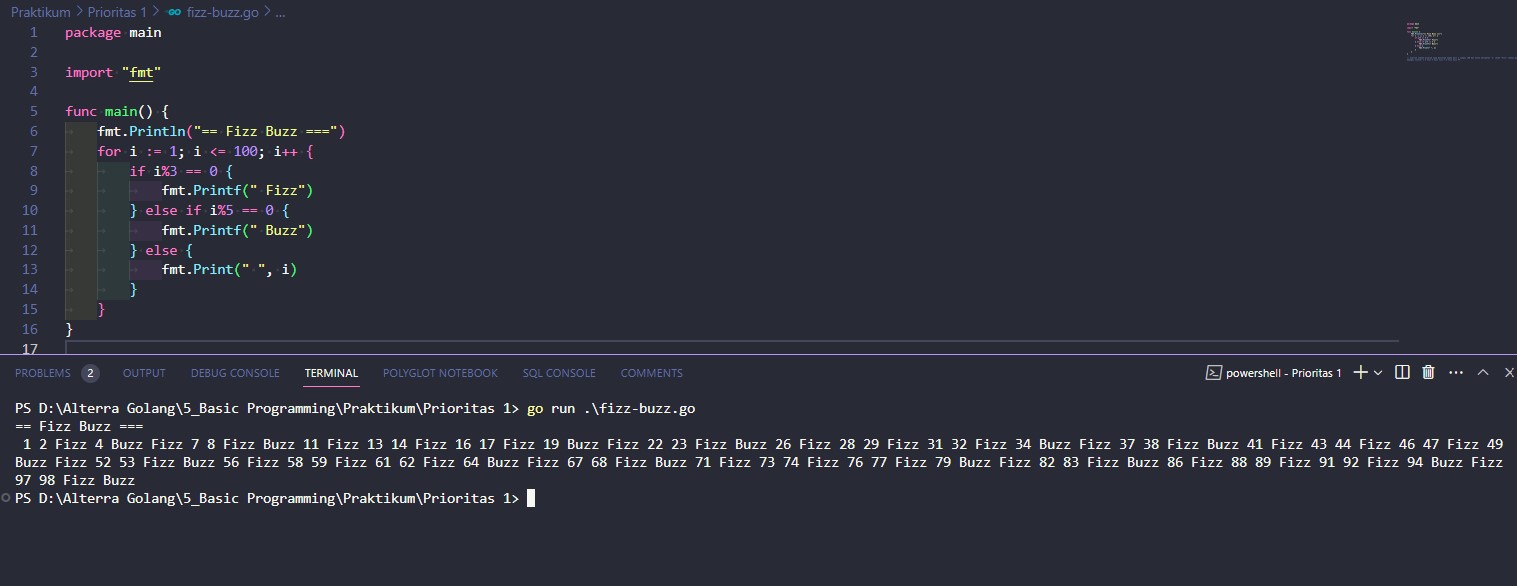 Praktikum > Prioritas 1 > GO fizz-buzz.go > ...
1 package main
2
3 import "fmt"
4
5 func main() {
6 fmt.Println("== Fizz Buzz ===")
7 for i := 1; i <= 100; i++ {
8 if i%3 == 0 {
9 fmt.Printf(" Fizz")
10 } else if i%5 == 0 {
11 fmt.Printf(" Buzz")
12 } else {
13 fmt.Print(" ", i)
14 }
15 }
16 }
17
PROBLEMS 2 OUTPUT DEBUG CONSOLE TERMINAL POLYGLOT NOTEBOOK SQL CONSOLE COMMENTS powershell - Prioritas 1
PS D:\Alterra Golang\5_Basic Programming\Praktikum\Prioritas 1> go run .\fizz-buzz.go
== Fizz Buzz ===
1 2 Fizz 4 Buzz Fizz 7 8 Fizz Buzz 11 Fizz 13 14 Fizz 16 17 Fizz 19 Buzz Fizz 22 23 Fizz Buzz 26 Fizz 28 29 Fizz 31 32 Fizz 34 Buzz Fizz 37 38 Fizz Buzz 41 Fizz 43 44 Fizz 46 47 Fizz 49
Buzz Fizz 52 53 Fizz Buzz 56 Fizz 58 59 Fizz 61 62 Fizz 64 Buzz Fizz 67 68 Fizz Buzz 71 Fizz 73 74 Fizz 76 77 Fizz 79 Buzz Fizz 82 83 Fizz Buzz 86 Fizz 88 89 Fizz 91 92 Fizz 94 Buzz Fizz
97 98 Fizz Buzz
PS D:\Alterra Golang\5_Basic Programming\Praktikum\Prioritas 1>